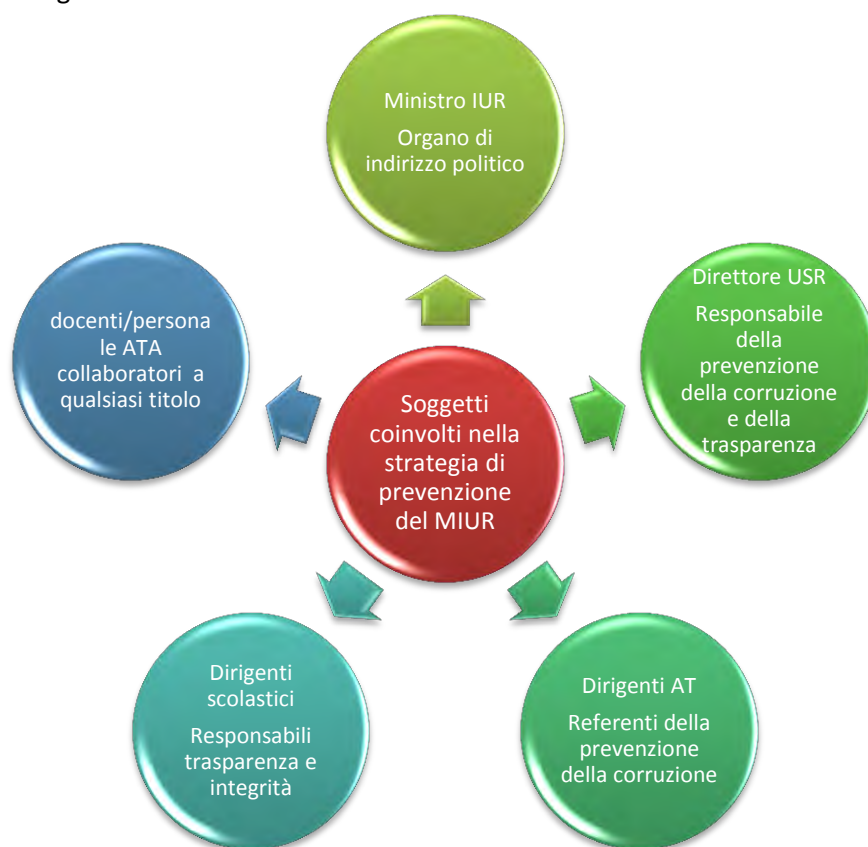 Ministro IUR
Organo di
indirizzo politico
Direttore USR
Responsabile
della
prevenzione
della corruzione
e della
trasparenza
docenti/persona
le ATA
collaboratori a
qualsiasi titolo
Soggetti
coinvolti nella
strategia di
prevenzione
del MIUR
Dirigenti
scolastici
Responsabili
trasparenza e
integrità
Dirigenti AT
Referenti della
prevenzione
della corruzione